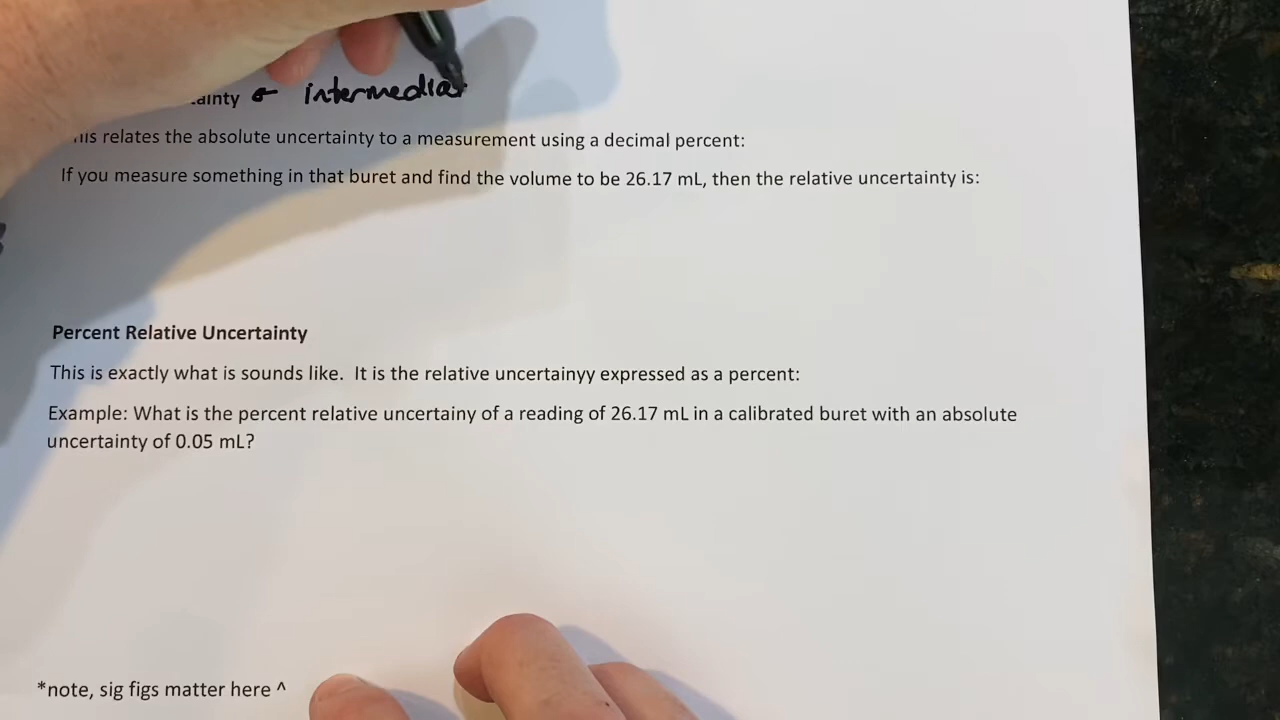 ainty ← intermediat
his relates the absolute uncertainty to a measurement using a decimal percent:
If you measure something in that buret and find the volume to be 26.17 mL, then the relative uncertainty is:
Percent Relative Uncertainty
This is exactly what is sounds like. It is the relative uncertainyy expressed as a percent:
Example: What is the percent relative uncertainy of a reading of 26.17 mL in a calibrated buret with an absolute
uncertainty of 0.05 mL?
*note, sig figs matter here ^